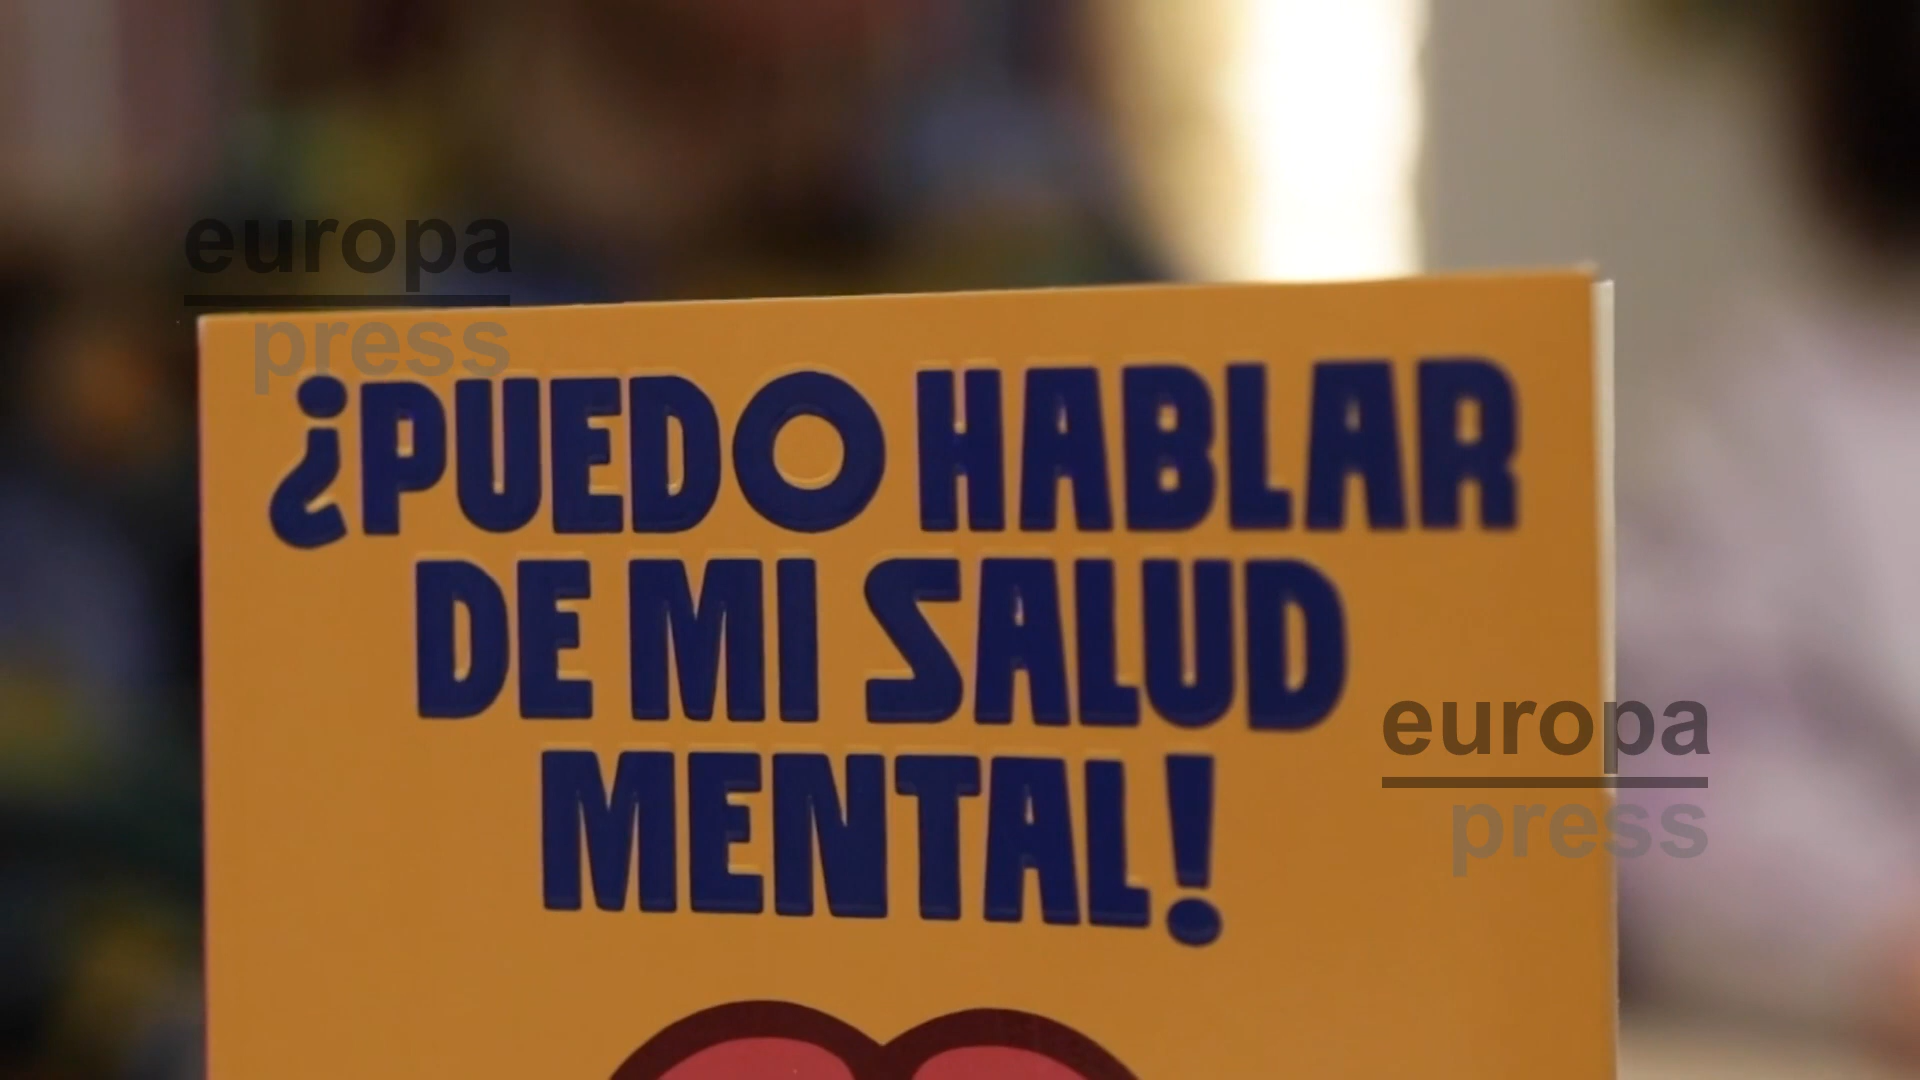 europa
press
¿PUEDO HABLAR
DE MI SALUD
MENTAL!
europa
press